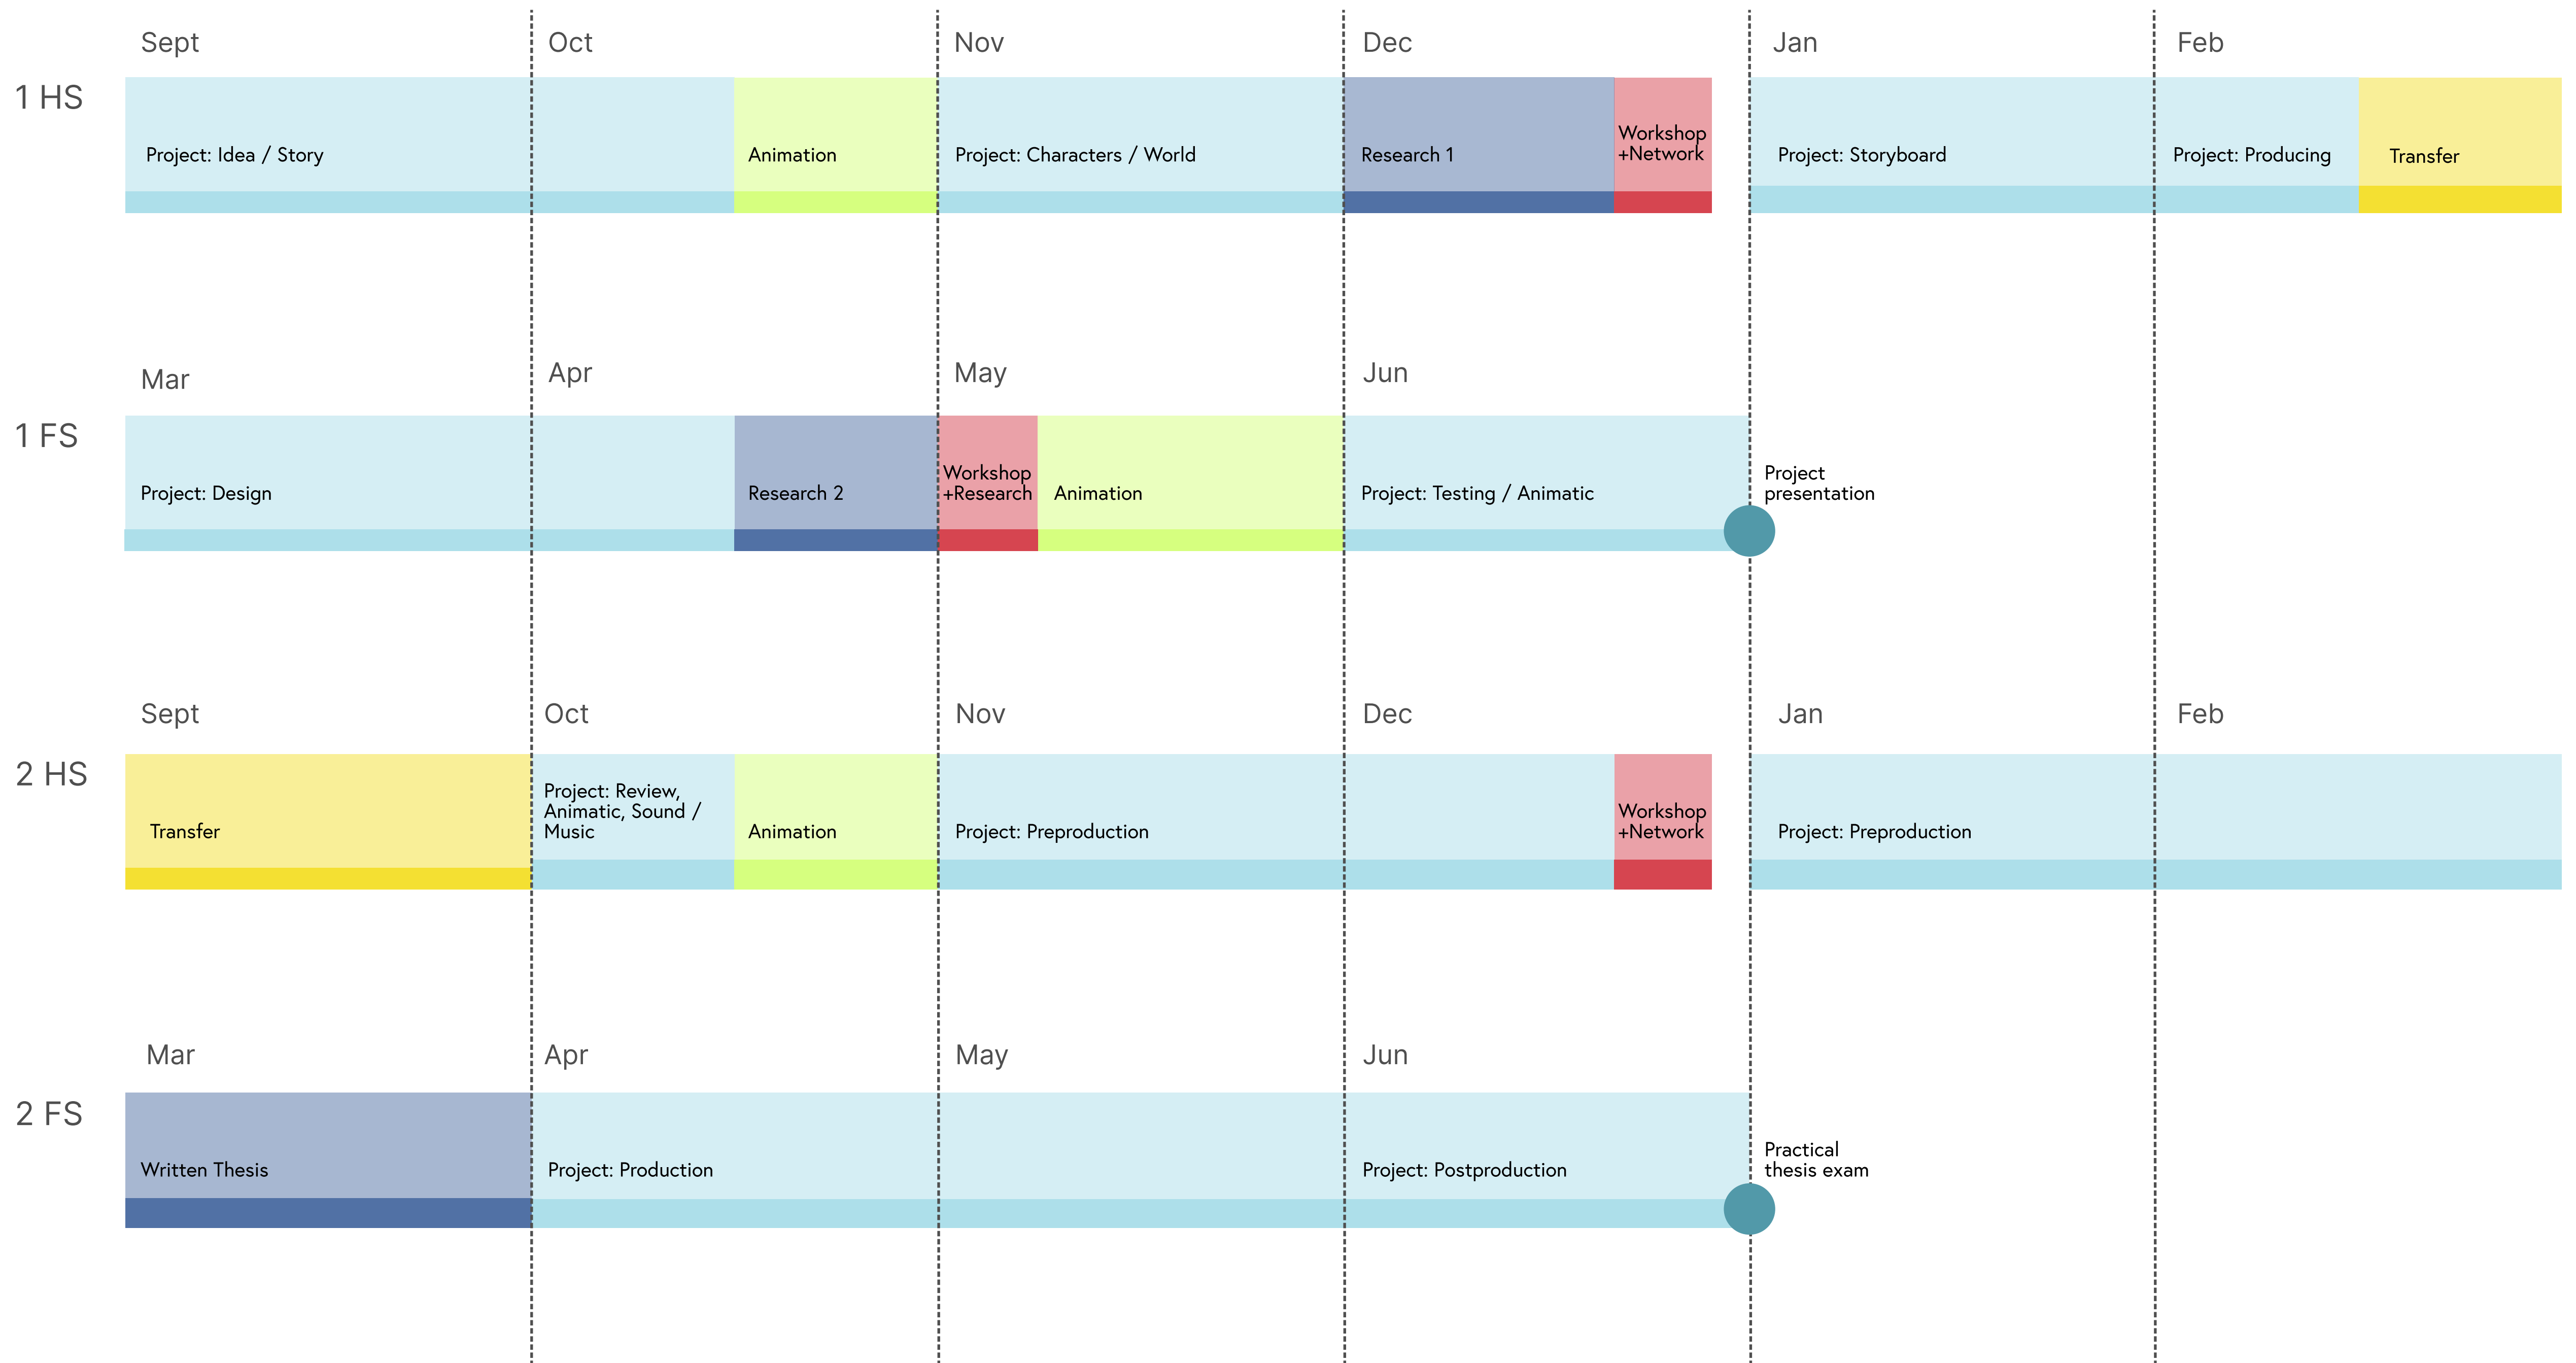 Sept
Oct
Nov
Dec
Jan
Feb
1 HS
Project: Idea / Story
Animation
Project: Characters / World
Research 1
Workshop
+Network
Project: Storyboard
Project: Producing
Transfer
Mar
Apr
May
Jun
1 FS
Project: Design
Research 2
Workshop
+Research
Animation
Project: Testing / Animatic
Project
presentation
Sept
Oct
Nov
Dec
Jan
Feb
2 HS
Transfer
Project: Review,
Animatic, Sound /
Music
Animation
Project: Preproduction
Workshop
+Network
Project: Preproduction
Mar
Apr
May
Jun
2 FS
Written Thesis
Project: Production
Project: Postproduction
Practical
thesis exam